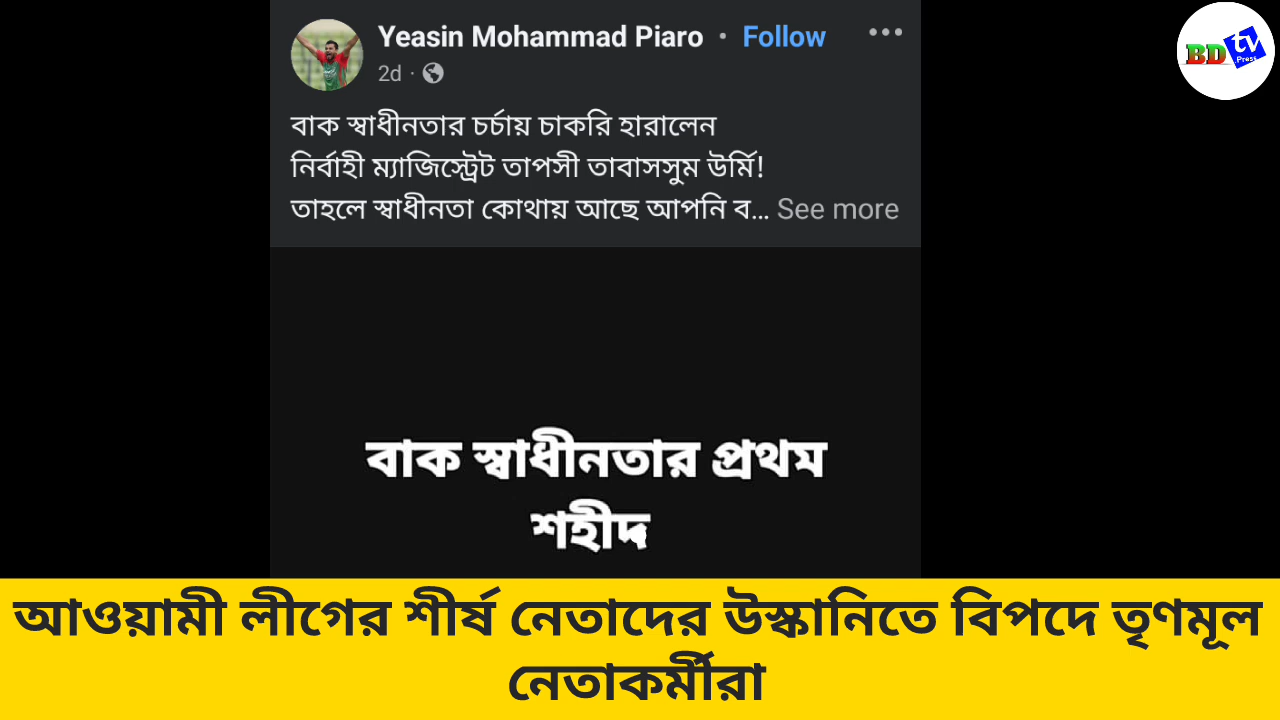 Yeasin Mohammad Piaro • Follow
2d ·
বাক স্বাধীনতার চর্চায় চাকরি হারালেন
নির্বাহী ম্যাজিস্ট্রেট তাপসী তাবাসসুম উর্মি!
তাহলে স্বাধীনতা কোথায় আছে আপনি ব... See more
BD tv
.Press
বাক স্বাধীনতার প্রথম
শহীদ
আওয়ামী লীগের শীর্ষ নেতাদের উস্কানিতে বিপদে তৃণমূল
নেতাকর্মীরা